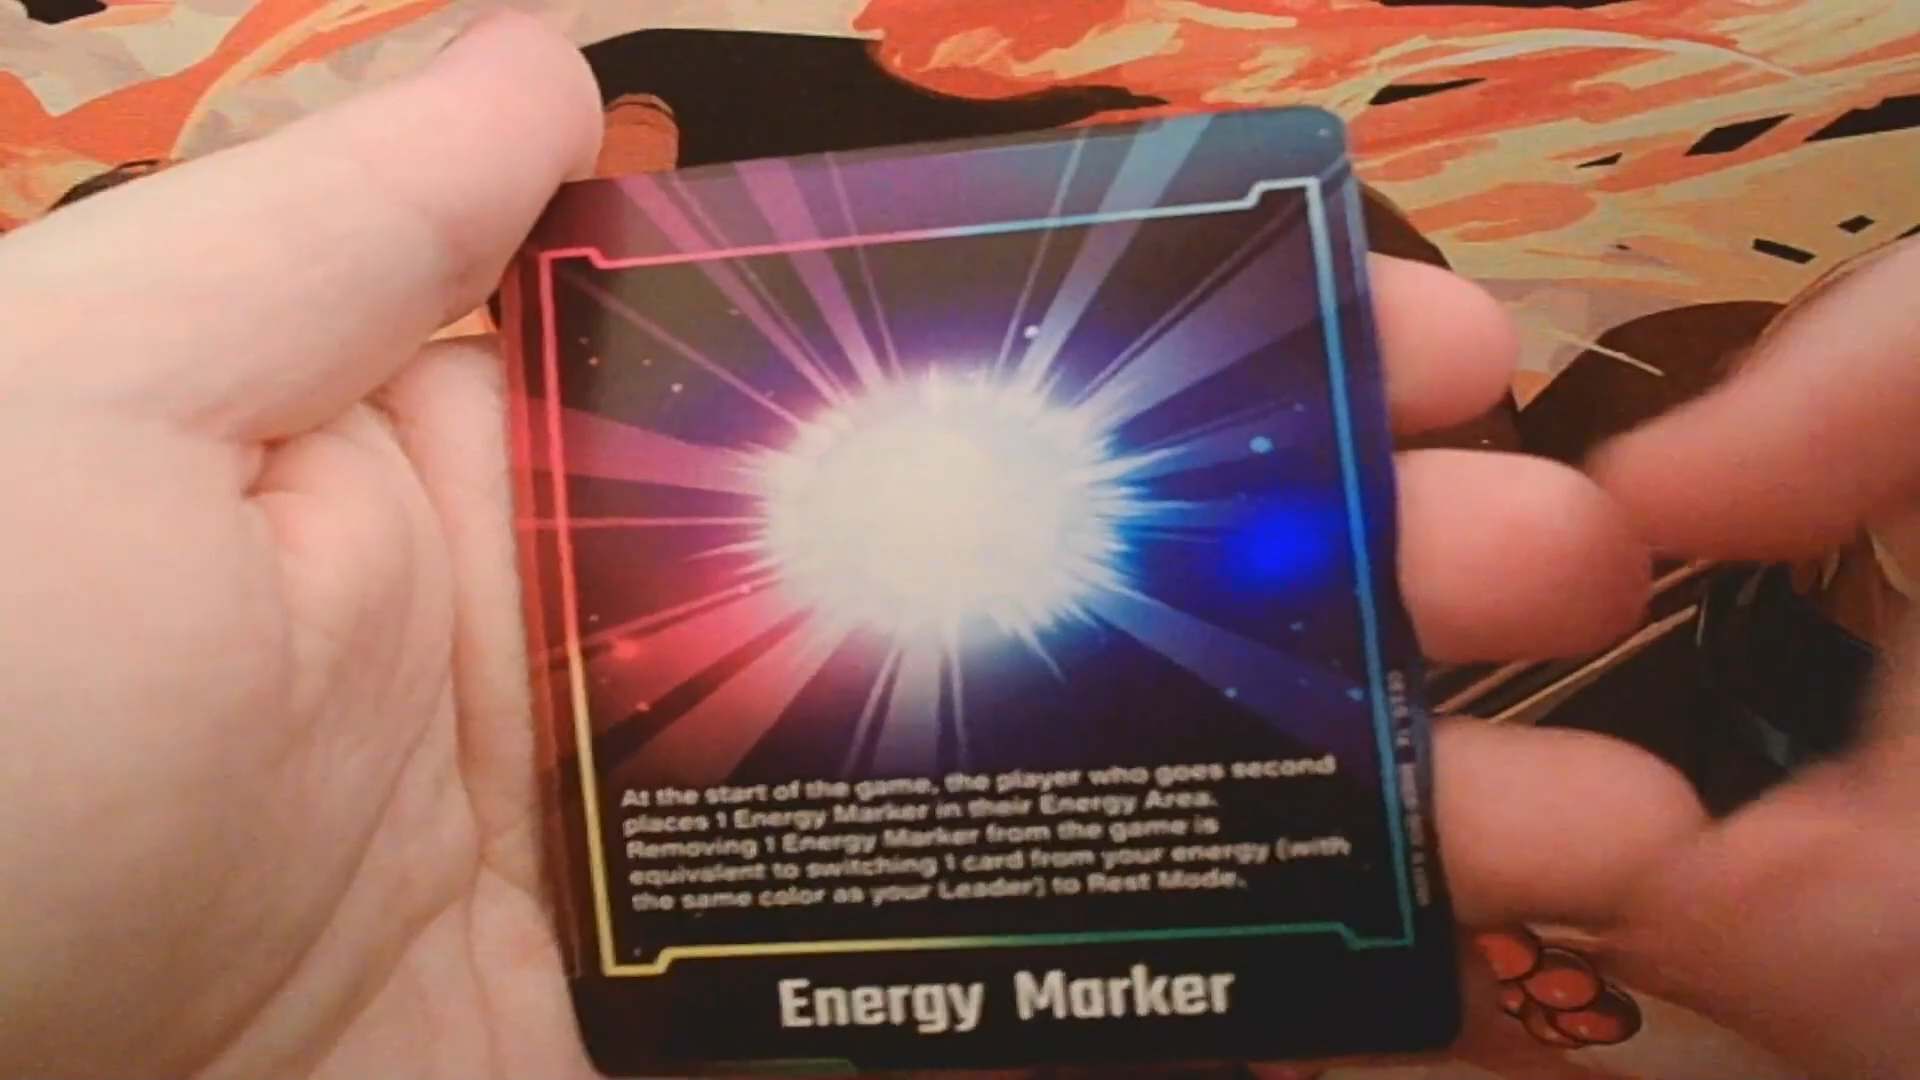 At the start of the game, the player who goes second
places 1 Energy Marker in their Energy Area.
Removing 1 Energy Marker from the game is
equivalent to switching 1 card from your energy (with
the same color as your Leader) to Rest Mode.
Energy Marker